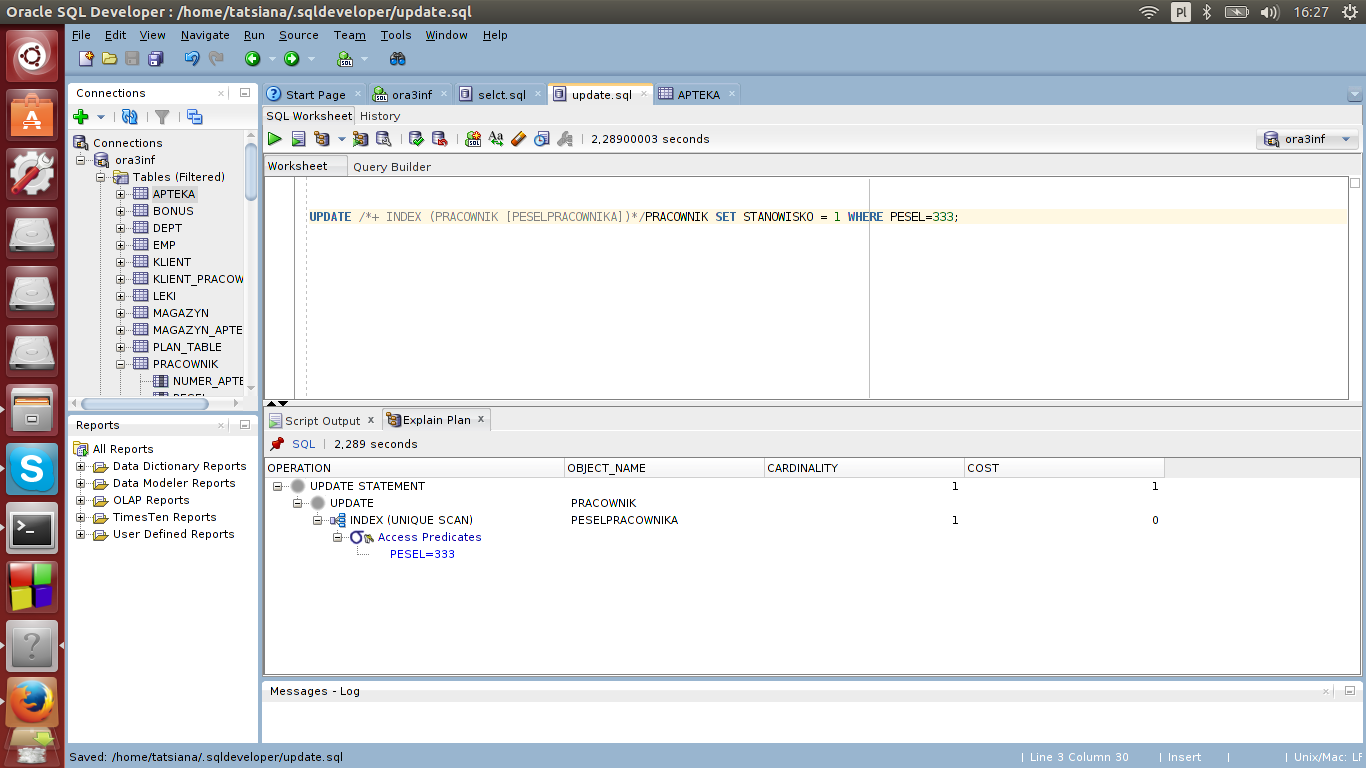 Oracle SQL Developer : /home/tatsiana/.sqldeveloper/update.sql
Pl
16:27
File Edit View Navigate Run Source Team Tools Window Help
Connections
Connections
ora3inf
Tables (Filtered)
APTEKA
BONUS
DEPT
EMP
KLIENT
KLIENT_PRACOW
LEKI
MAGAZYN
MAGAZYN_APTE
PLAN_TABLE
PRACOWNIK
NUMER_APTE
Reports
All Reports
Data Dictionary Reports
Data Modeler Reports
OLAP Reports
TimesTen Reports
User Defined Reports
Start Page ora3inf selct.sql update.sql APTEKA
SQL Worksheet History
2,28900003 seconds
ora3inf
Worksheet Query Builder
UPDATE /*+ INDEX (PRACOWNIK [PESELPRACOWNIKA])*/PRACOWNIK SET STANOWISKO = 1 WHERE PESEL=333;
Script Output x Explain Plan x
SQL | 2,289 seconds
OPERATION OBJECT_NAME CARDINALITY COST
UPDATE STATEMENT 1 1
UPDATE PRACOWNIK
INDEX (UNIQUE SCAN) PESELPRACOWNIKA 1 0
Access Predicates
PESEL=333
Messages - Log
Saved: /home/tatsiana/.sqldeveloper/update.sql
| Line 3 Column 30 | Insert | | Unix/Mac: LF